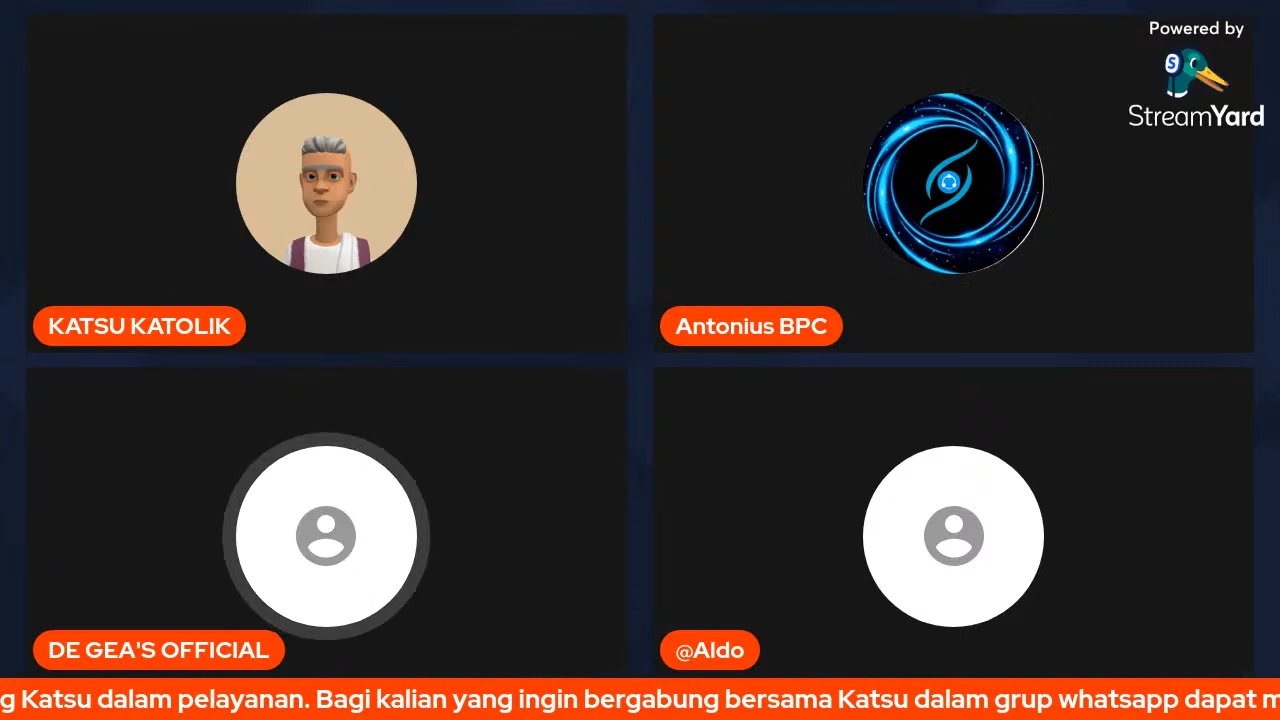 Powered by
StreamYard
KATSU KATOLIK
Antonius BPC
DE GEA'S OFFICIAL
@Aldo
Katsu dalam pelayanan. Bagi kalian yang ingin bergabung bersama Katsu dalam grup whatsapp dapat